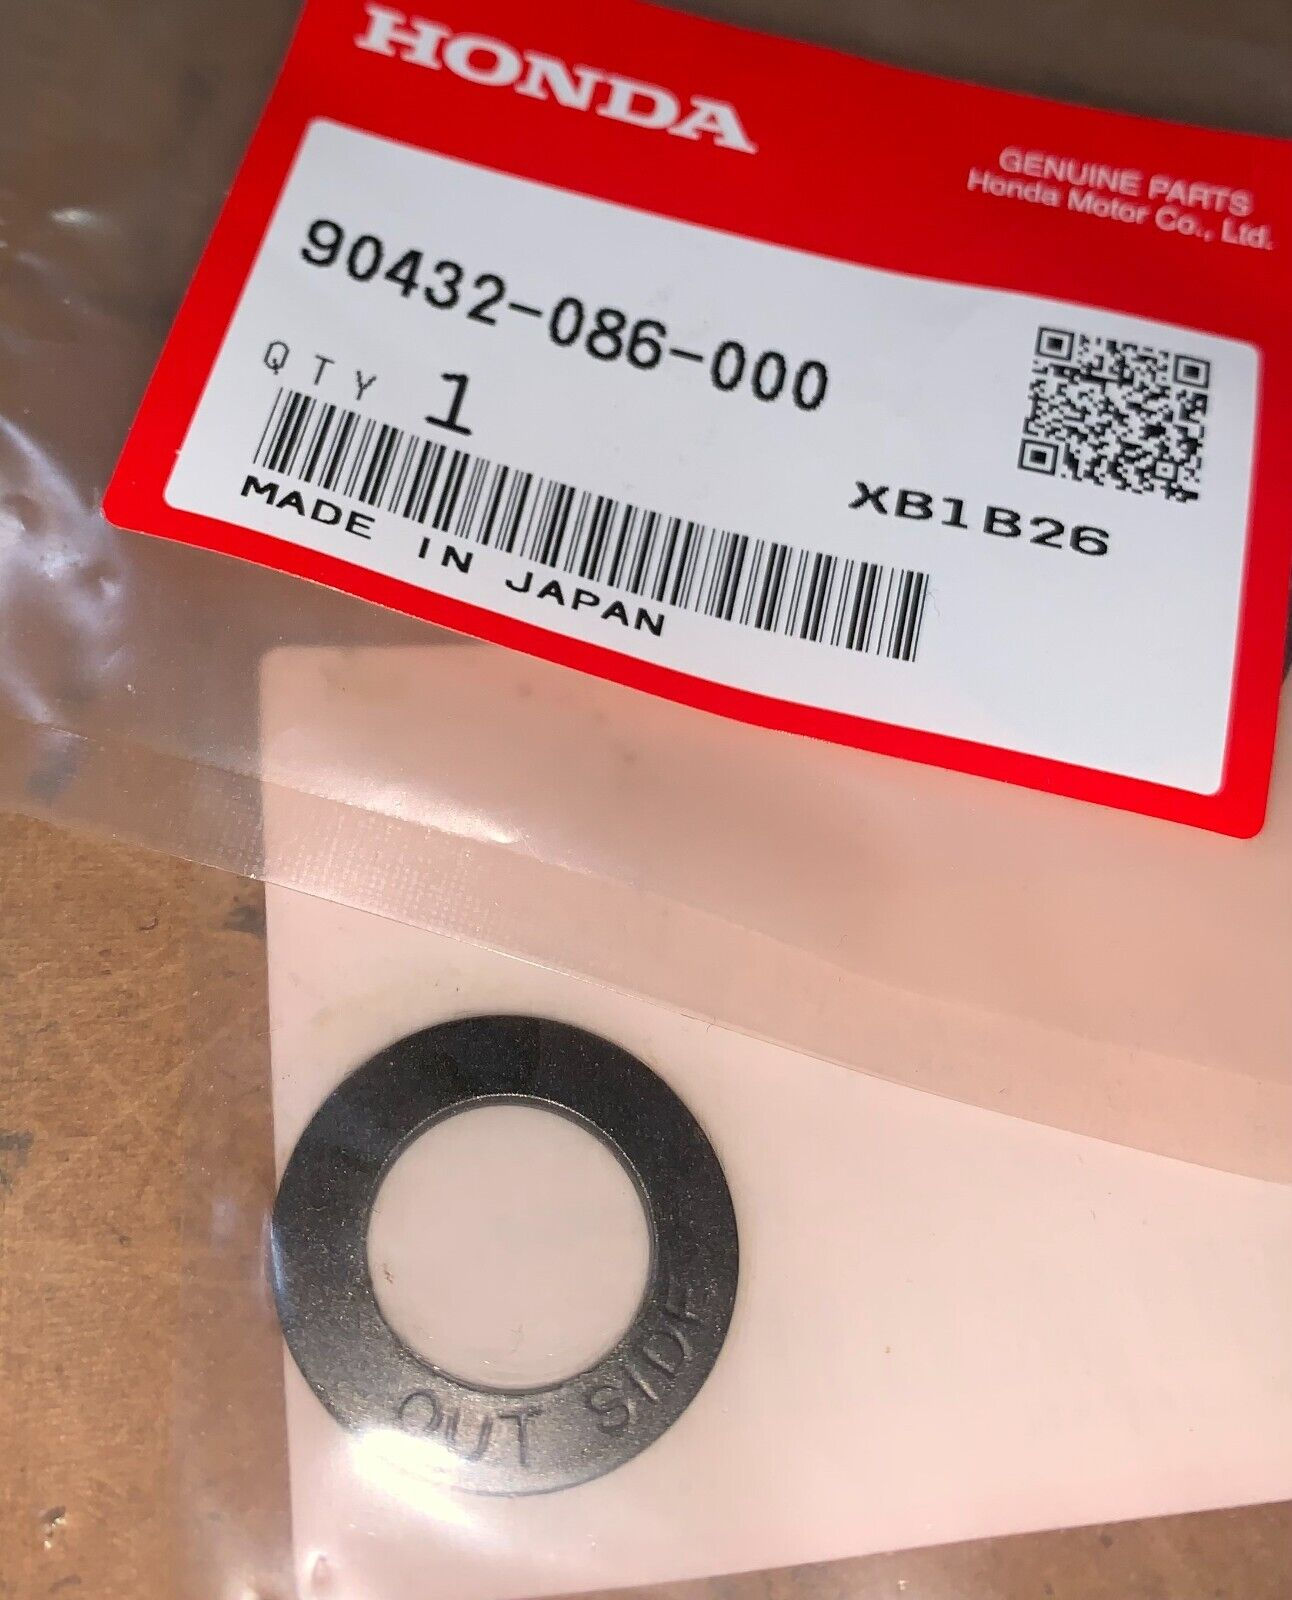 HONDA
GENUINE PARTS
Honda Motor Co., Ltd.
90432-086-000
QTY 1
XB1B26
MADE IN JAPAN
OUT SIDE